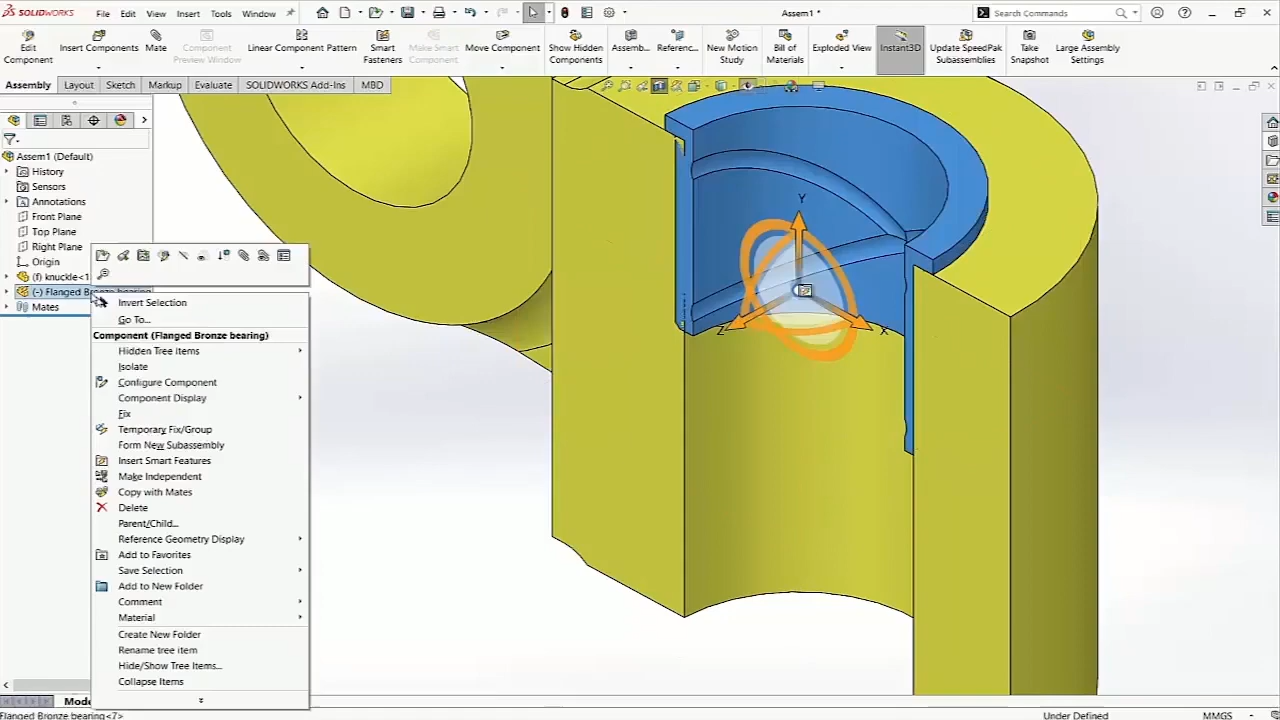 SOLIDWORKS File Edit View Insert Tools Window Assem1 * Search Commands
Edit Component
Insert Components
Mate
Component Preview Window
Linear Component Pattern
Smart Fasteners
Make Smart Component
Move Component
Show Hidden Components
Assemb...
Referenc...
New Motion Study
Bill of Materials
Exploded View
Instant3D
Update SpeedPak Subassemblies
Take Snapshot
Large Assembly Settings
Assembly Layout Sketch Markup Evaluate SOLIDWORKS Add-Ins MBD
Assem1 (Default)
History
Sensors
Annotations
Front Plane
Top Plane
Right Plane
Origin
(f) knuckle<1
(-) Flanged Bronze bearing
Mates
Invert Selection
Go To...
Component (Flanged Bronze bearing)
Hidden Tree Items
Isolate
Configure Component
Component Display
Fix
Temporary Fix/Group
Form New Subassembly
Insert Smart Features
Make Independent
Copy with Mates
Delete
Parent/Child...
Reference Geometry Display
Add to Favorites
Save Selection
Add to New Folder
Comment
Material
Create New Folder
Rename tree item
Hide/Show Tree Items...
Collapse Items
Y
Z
X
Mode
Flanged Bronze bearing<7> Under Defined MMGS